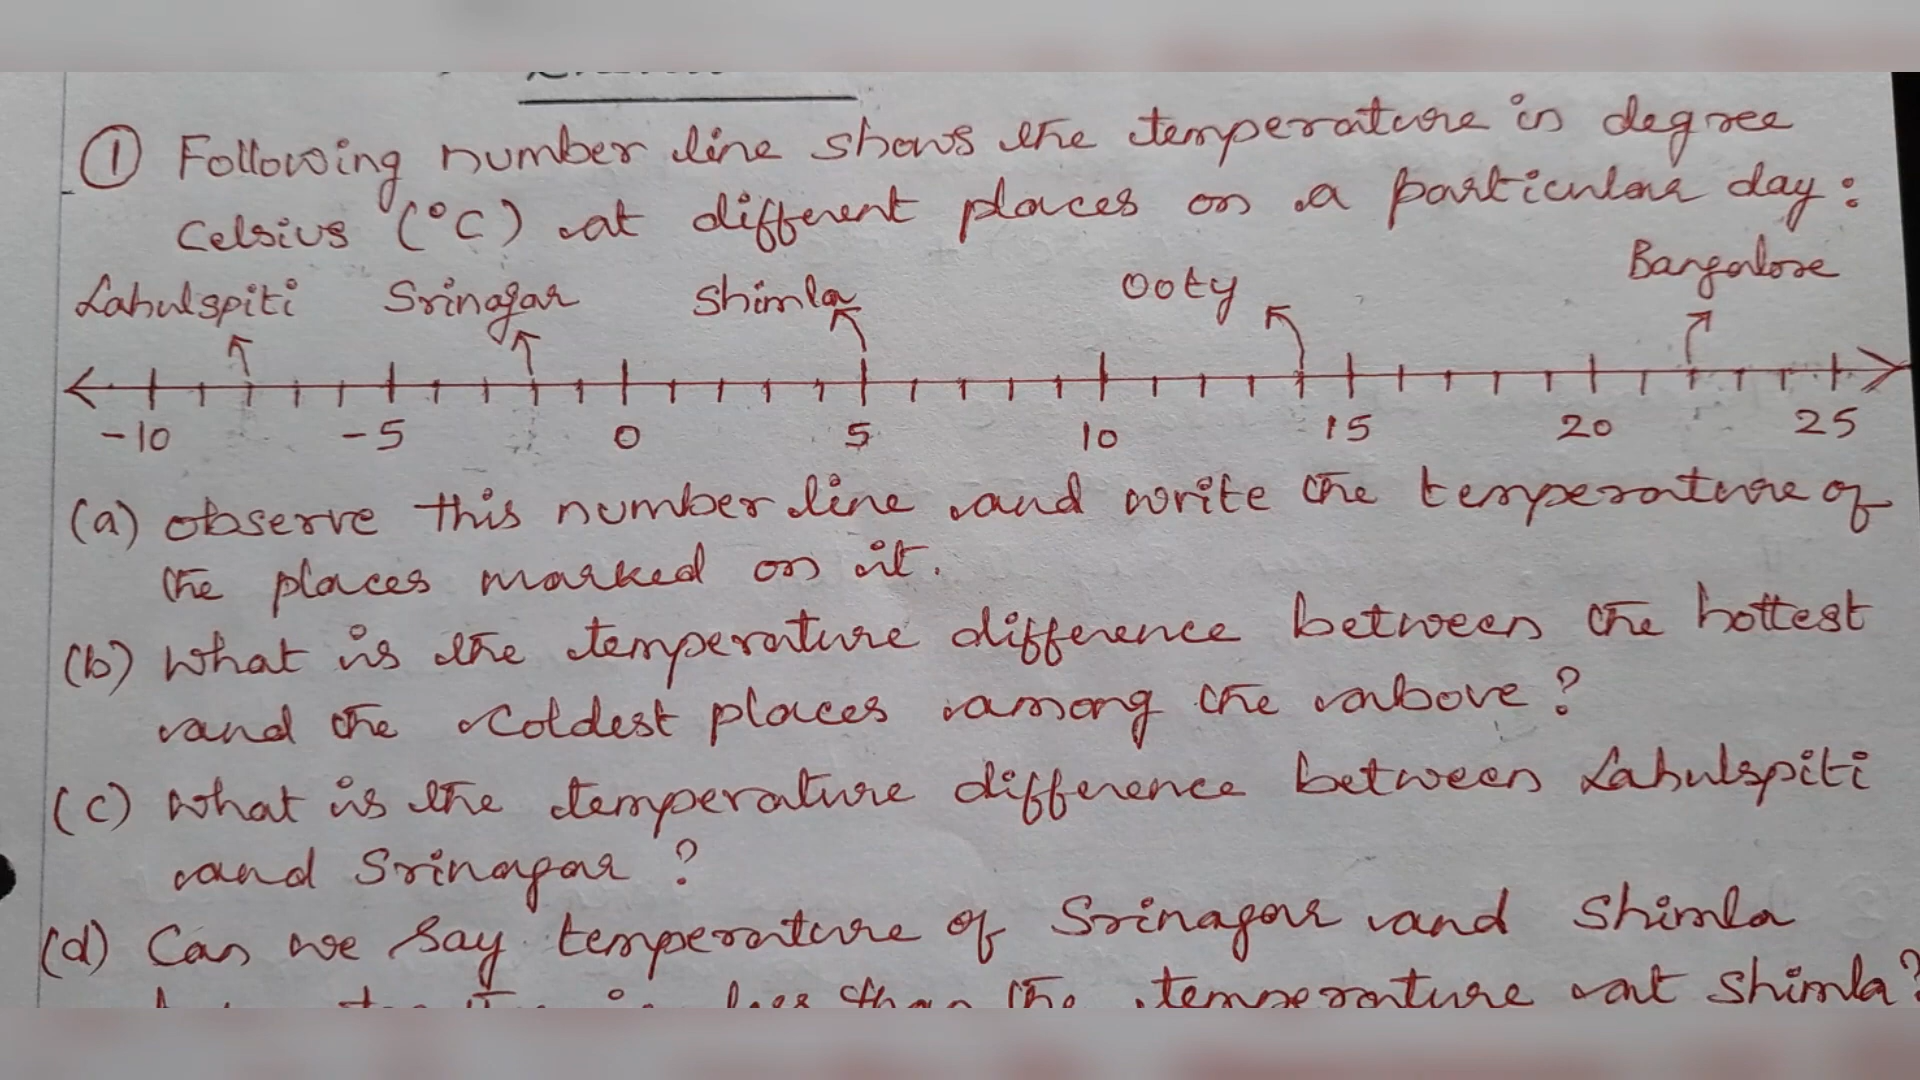 ① Following number line shows the temperature in degree
Celsius (°C) at different places on a particular day:
Lahulspiti Srinagar Shimla Ooty Bangalore
-10 -5 0 5 10 15 20 25
(a) observe this number line and write the temperature of
the places marked on it.
(b) What is the temperature difference between the hottest
and the coldest places among the above?
(c) What is the temperature difference between Lahulspiti
and Srinagar ?
(d) Can we say temperature of Srinagar and Shimla
less than the temperature at Shimla?